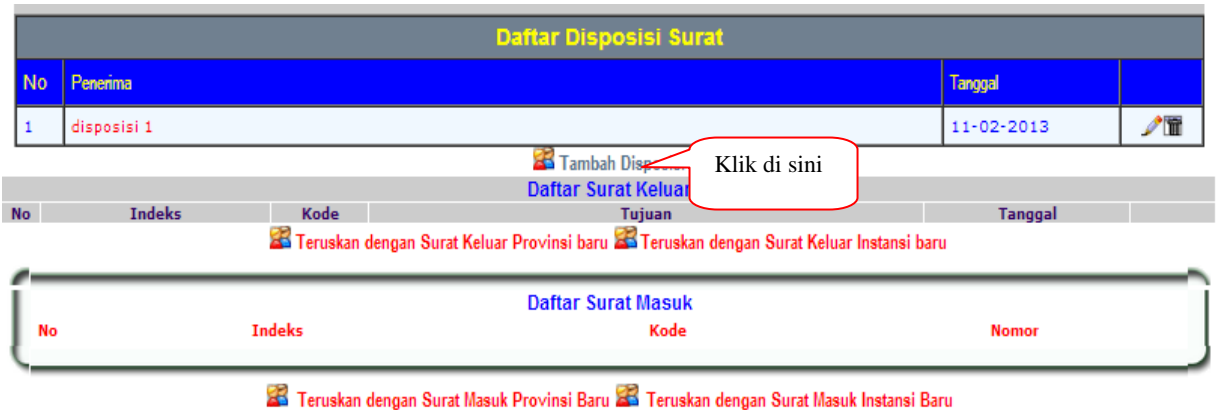 Daftar Disposisi Surat
No Penerima Tanggal
1 disposisi 1 11-02-2013
Tambah Klik di sini
Daftar Surat Keluar
No Indeks Kode Tujuan Tanggal
Teruskan dengan Surat Keluar Provinsi baru Teruskan dengan Surat Keluar Instansi baru
Daftar Surat Masuk
No Indeks Kode Nomor
Teruskan dengan Surat Masuk Provinsi Baru Teruskan dengan Surat Masuk Instansi Baru